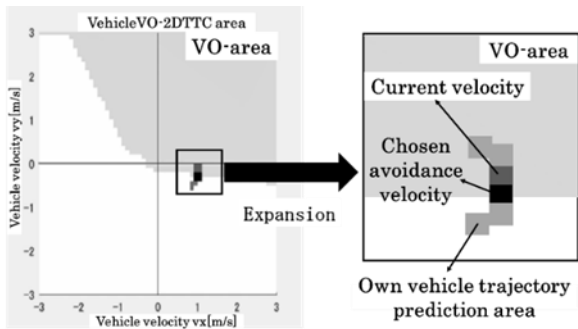 VehicleVO-2DTTC area
VO-area
Vehicle velocity vy[m/s]
3
2
1
0
-1
-2
-3
-3
-2
-1
0
1
2
3
Vehicle velocity vx[m/s]
Expansion
VO-area
Current velocity
Chosen
avoidance
velocity
Own vehicle trajectory
prediction area